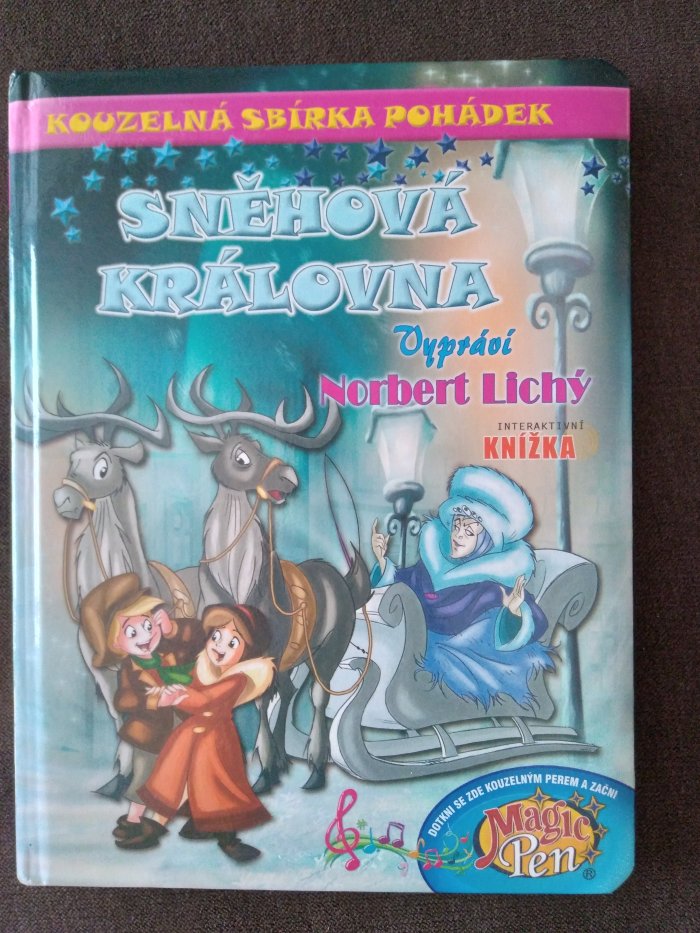 KOUZELNÁ SBÍRKA POHÁDEK
SNĚHOVÁ
KRÁLOVNA
Vypráví
Norbert Lichý
INTERAKTIVNÍ
KNÍŽKA
DOTKNI SE ZDE KOUZELNÝM PEREM A ZAČNI
Magic
Pen®